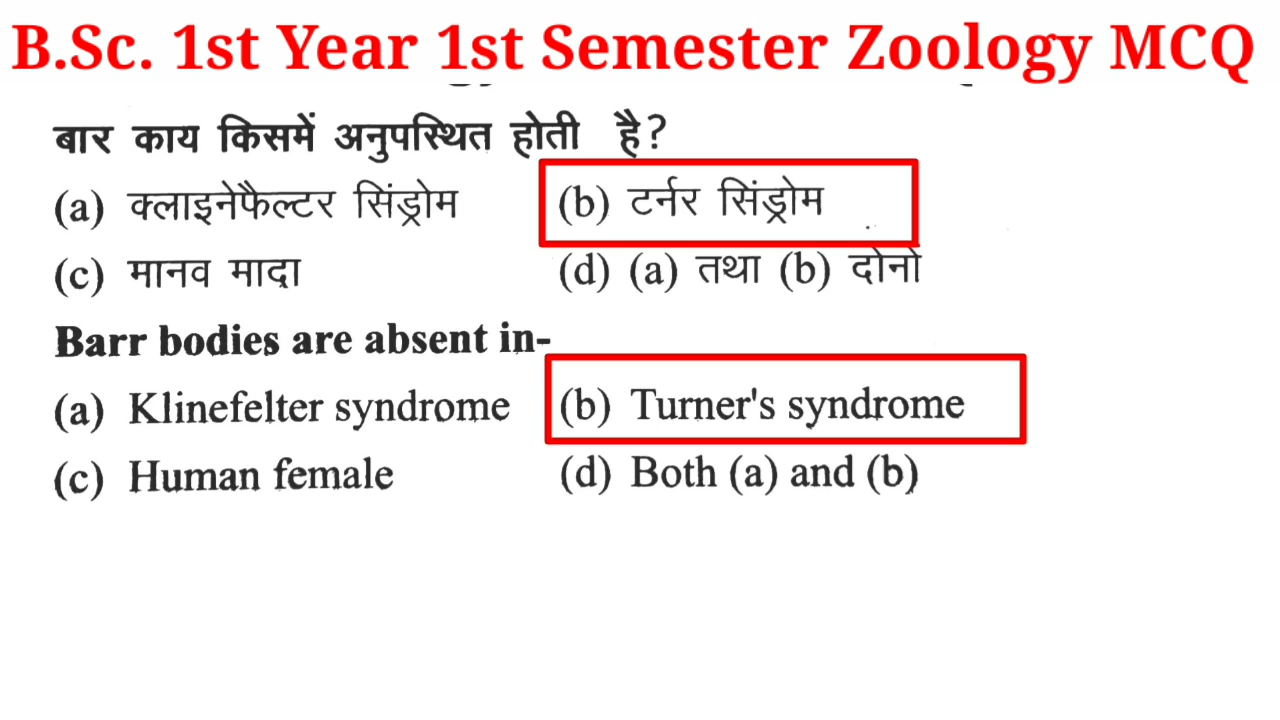 B.Sc. 1st Year 1st Semester Zoology MCQ
बार काय किसमें अनुपस्थित होती है?
(a) क्लाइनेफैल्टर सिंड्रोम (b) टर्नर सिंड्रोम
(c) मानव मादा (d) (a) तथा (b) दोनो
Barr bodies are absent in-
(a) Klinefelter syndrome (b) Turner's syndrome
(c) Human female (d) Both (a) and (b)